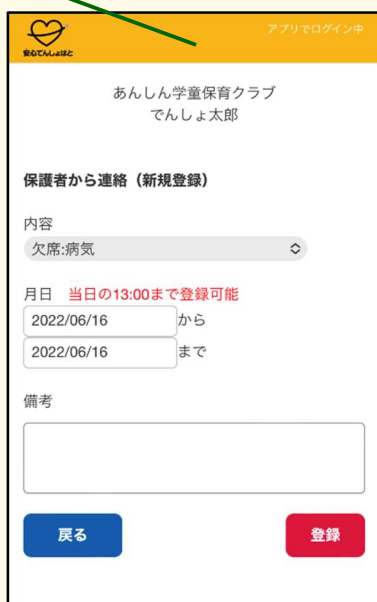 アプリでログイン中
安心でんしょばと
あんしん学童保育クラブ
でんしょ太郎
保護者から連絡（新規登録）
内容
欠席:病気
月日 当日の13:00まで登録可能
2022/06/16 から
2022/06/16 まで
備考
戻る 登録